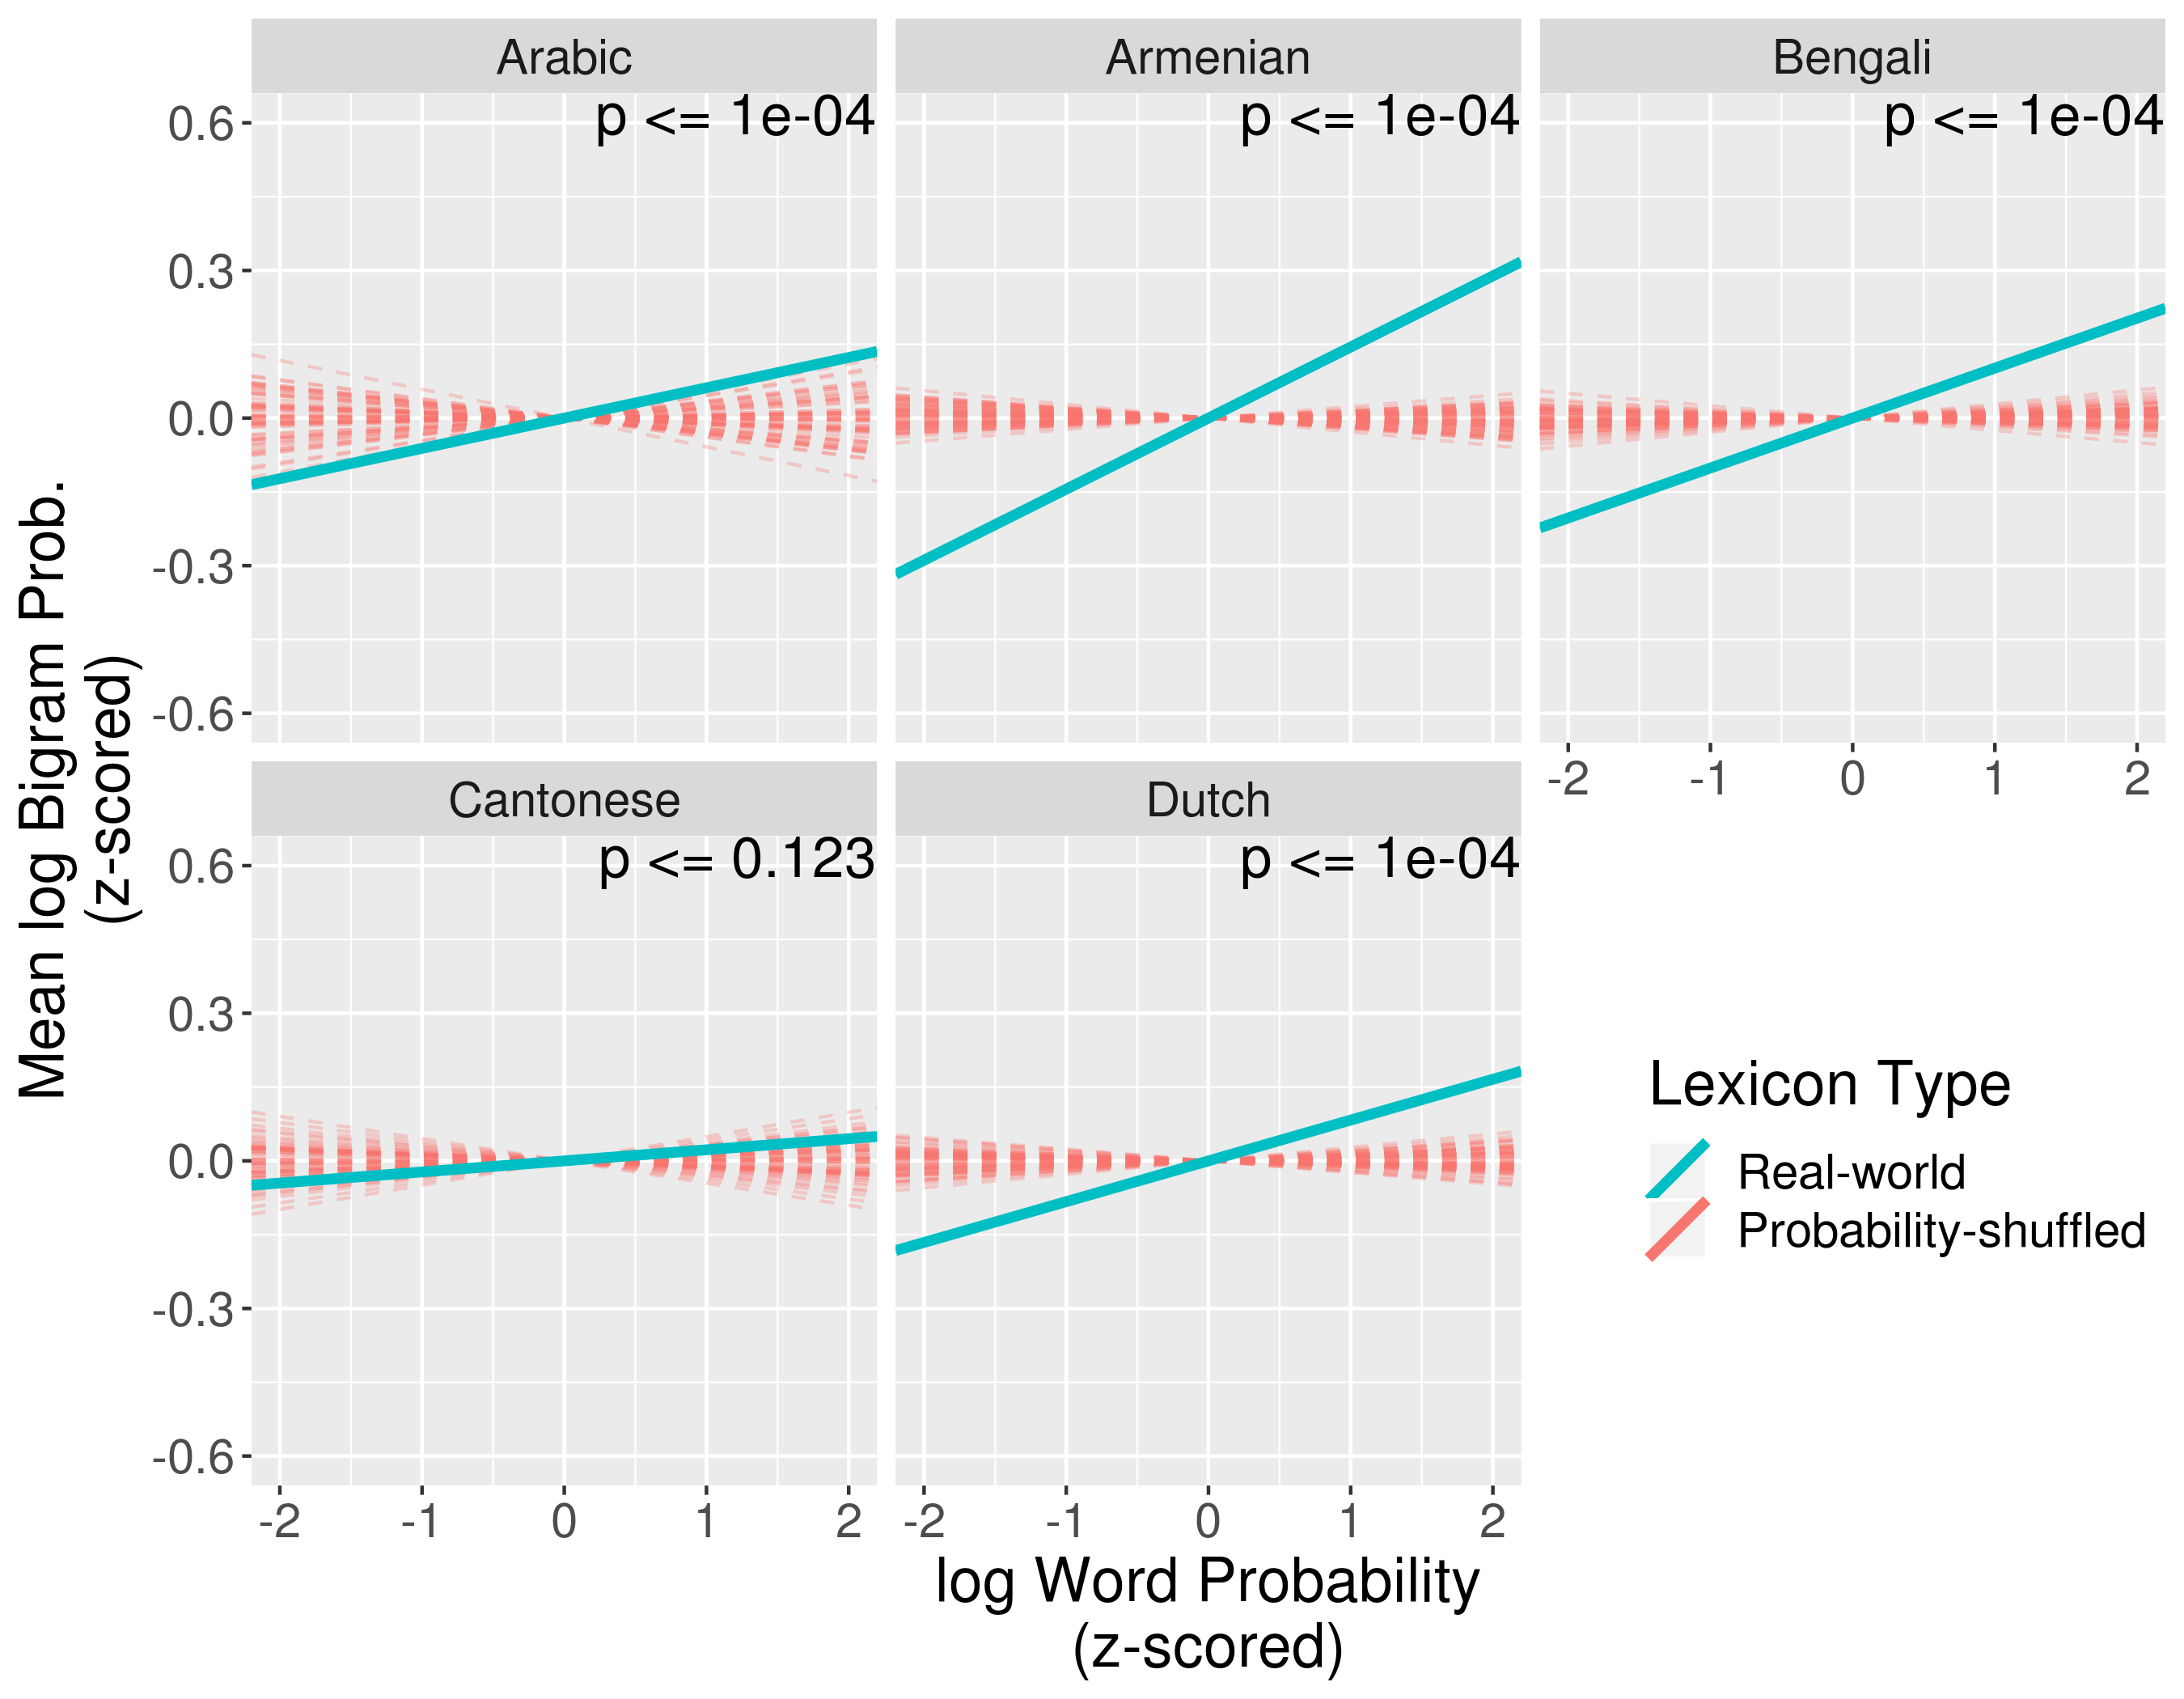 Arabic
Armenian
Bengali
p <= 1e-04
p <= 1e-04
p <= 1e-04
0.6
0.3
0.0
-0.3
-0.6
-2 -1 0 1 2
Mean log Bigram Prob.
(z-scored)
Cantonese
Dutch
p <= 0.123
p <= 1e-04
0.6
0.3
0.0
-0.3
-0.6
-2 -1 0 1 2
-2 -1 0 1 2
log Word Probability
(z-scored)
Lexicon Type
Real-world
Probability-shuffled